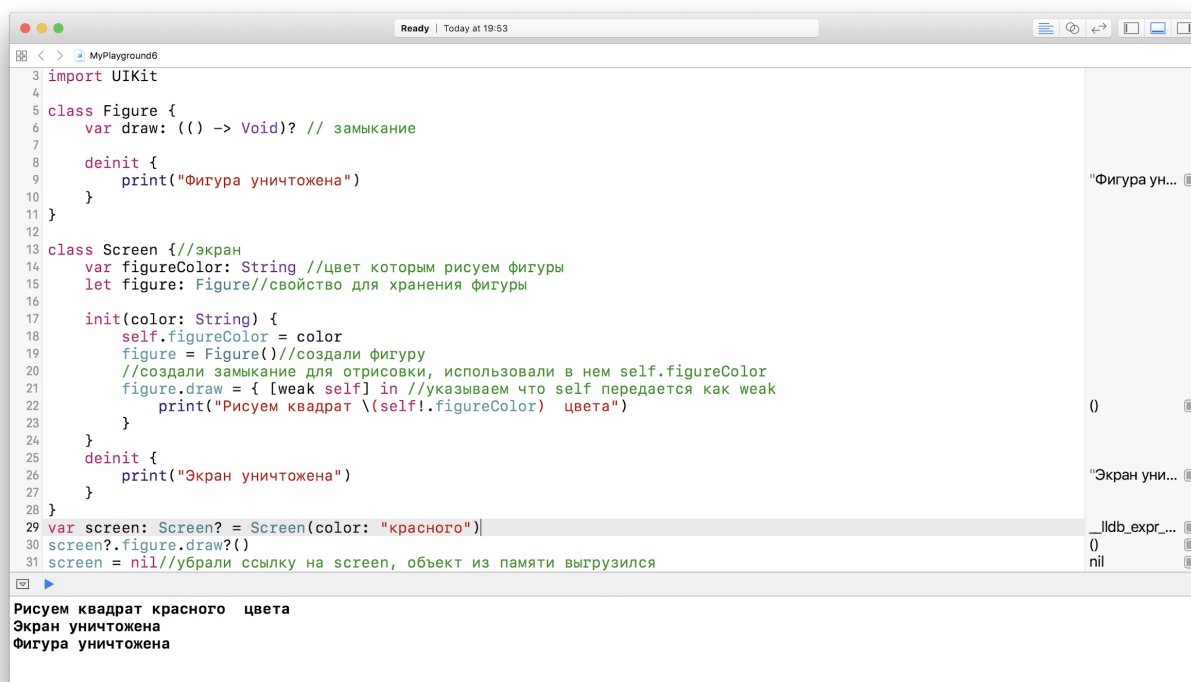 Ready | Today at 19:53
MyPlayground6
3 import UIKit
4
5 class Figure {
6     var draw: (() -> Void)? // замыкание
7
8     deinit {
9         print("Фигура уничтожена")    "Фигура ун...
10     }
11 }
12
13 class Screen {//экран
14     var figureColor: String //цвет которым рисуем фигуры
15     let figure: Figure//свойство для хранения фигуры
16
17     init(color: String) {
18         self.figureColor = color
19         figure = Figure()//создали фигуру
20         //создали замыкание для отрисовки, использовали в нем self.figureColor
21         figure.draw = { [weak self] in //указываем что self передается как weak
22             print("Рисуем квадрат \(self!.figureColor)  цвета")    ()
23         }
24     }
25     deinit {
26         print("Экран уничтожена")    "Экран уни...
27     }
28 }
29 var screen: Screen? = Screen(color: "красного")    __lldb_expr_...
30 screen?.figure.draw?()    ()
31 screen = nil//убрали ссылку на screen, объект из памяти выгрузился    nil
Рисуем квадрат красного  цвета
Экран уничтожена
Фигура уничтожена